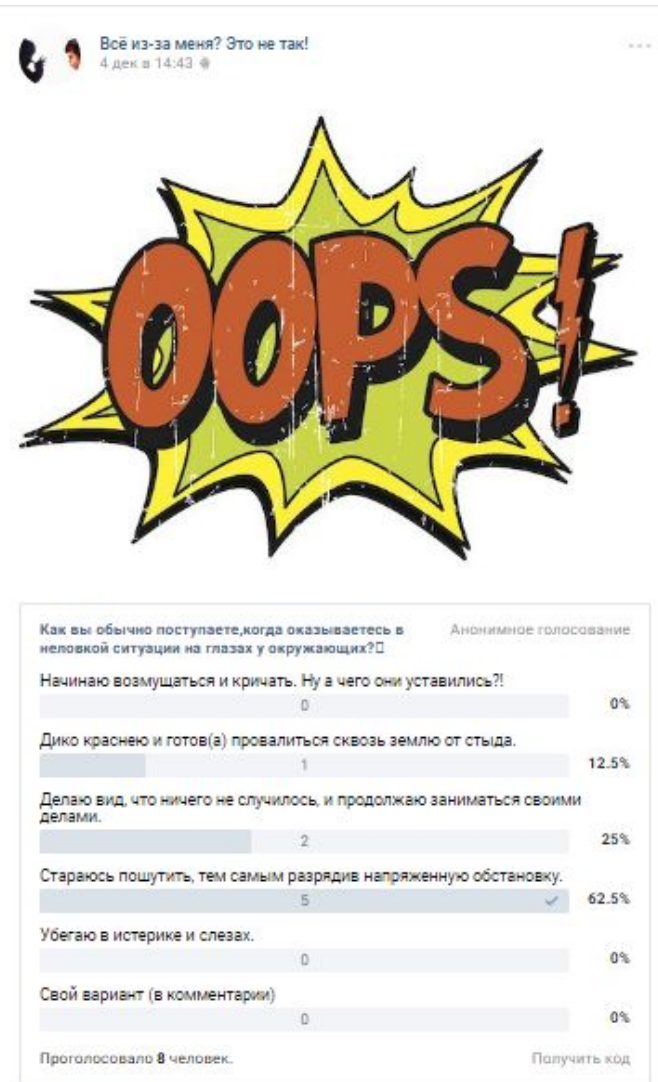 Всё из-за меня? Это не так!
4 дек в 14:43
OOPS!
Как вы обычно поступаете,когда оказываетесь в
неловкой ситуации на глазах у окружающих?
Анонимное голосование
Начинаю возмущаться и кричать. Ну а чего они уставились?!
0
0%
Дико краснею и готов(а) провалиться сквозь землю от стыда.
1
12.5%
Делаю вид, что ничего не случилось, и продолжаю заниматься своими
делами.
2
25%
Стараюсь пошутить, тем самым разрядив напряженную обстановку.
5
62.5%
Убегаю в истерике и слезах.
0
0%
Свой вариант (в комментарии)
0
0%
Проголосовало 8 человек.
Получить код